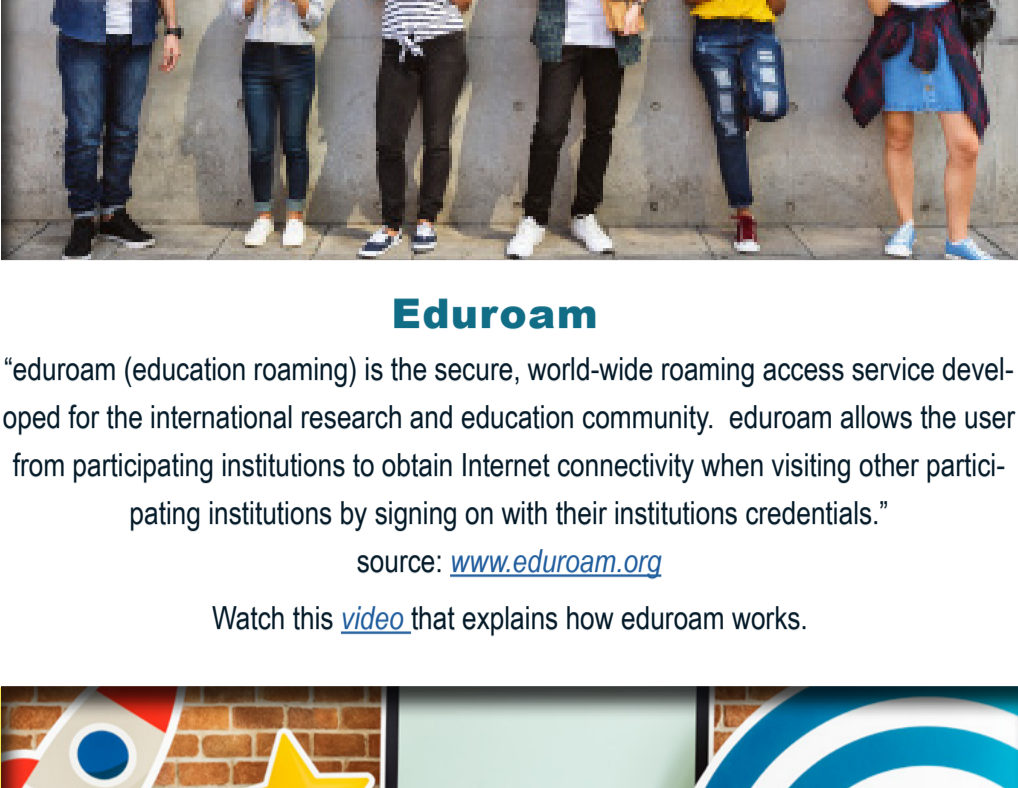 Eduroam
“eduroam (education roaming) is the secure, world-wide roaming access service devel-
oped for the international research and education community.  eduroam allows the user
from participating institutions to obtain Internet connectivity when visiting other partici-
pating institutions by signing on with their institutions credentials.”
source: www.eduroam.org
Watch this video that explains how eduroam works.